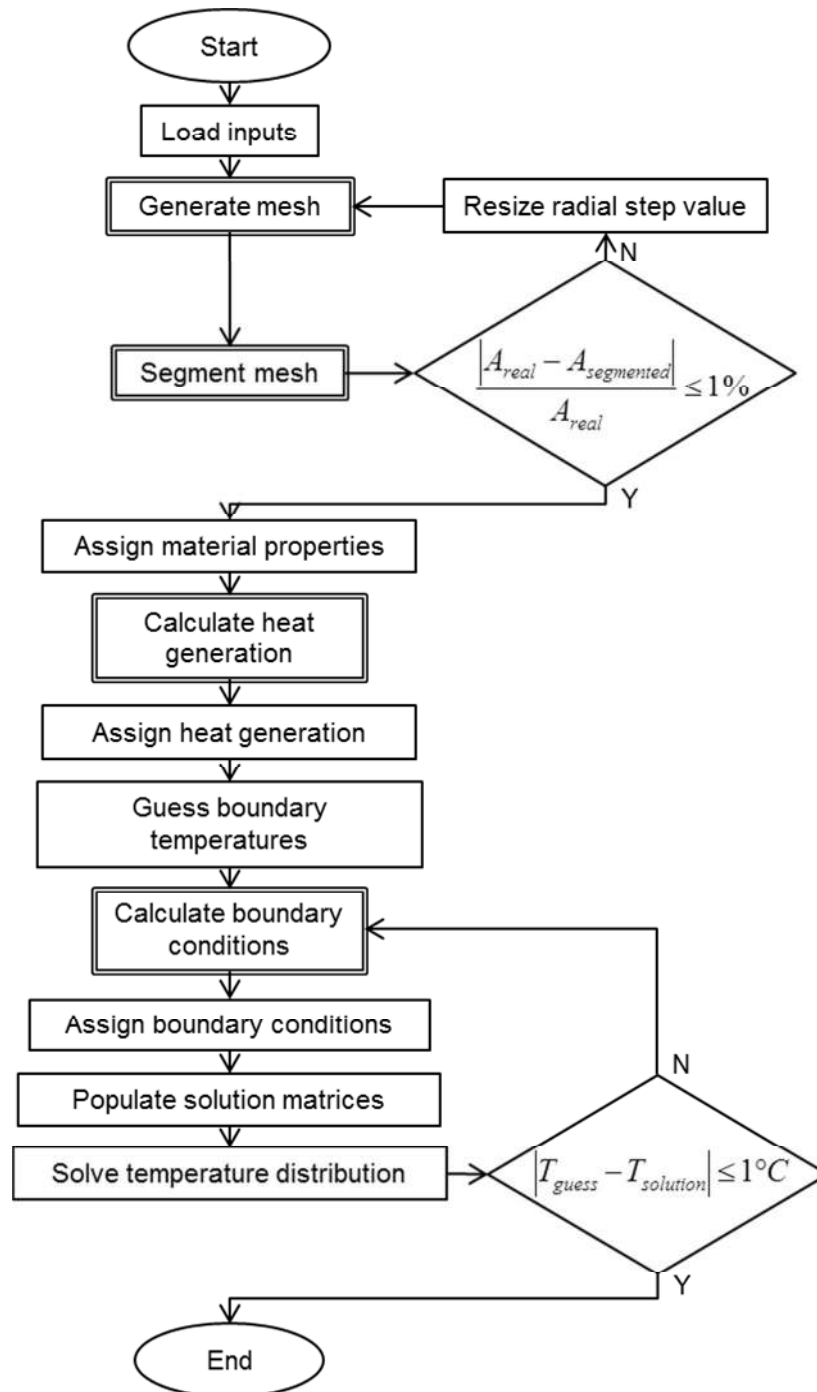 Start
Load inputs
Generate mesh
Resize radial step value
N
Segment mesh
|A_real − A_segmented|
A_real
≤ 1%
Y
Assign material properties
Calculate heat
generation
Assign heat generation
Guess boundary
temperatures
Calculate boundary
conditions
Assign boundary conditions
N
Populate solution matrices
Solve temperature distribution
|T_guess − T_solution| ≤ 1°C
Y
End